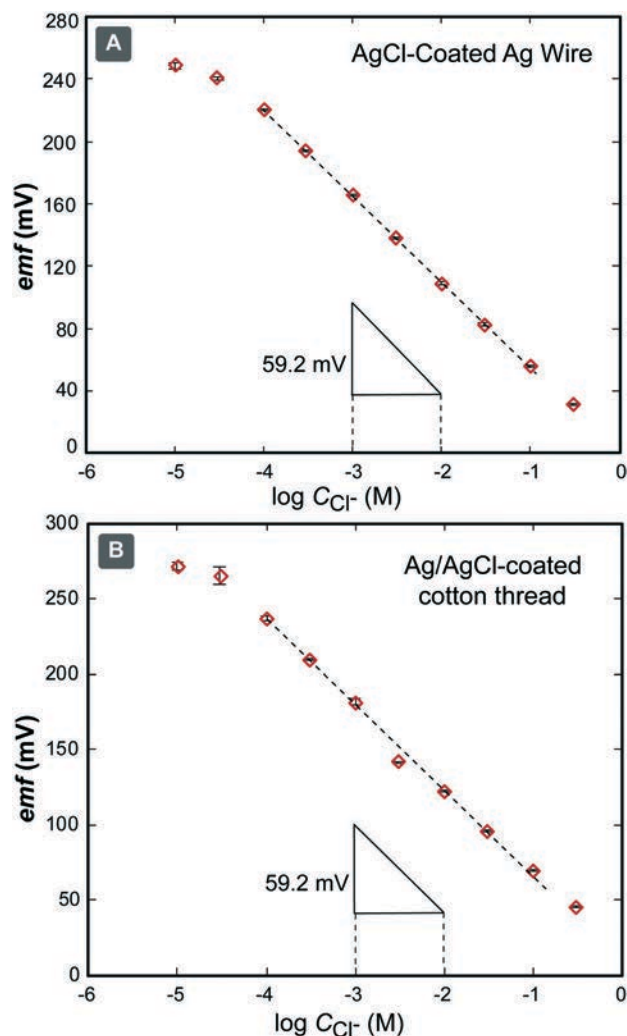 A
AgCl-Coated Ag Wire
280
240
200
160
120
80
40
0
emf (mV)
59.2 mV
-6 -5 -4 -3 -2 -1 0
log CCl- (M)
B
Ag/AgCl-coated
cotton thread
300
250
200
150
100
50
0
emf (mV)
59.2 mV
-6 -5 -4 -3 -2 -1 0
log CCl- (M)